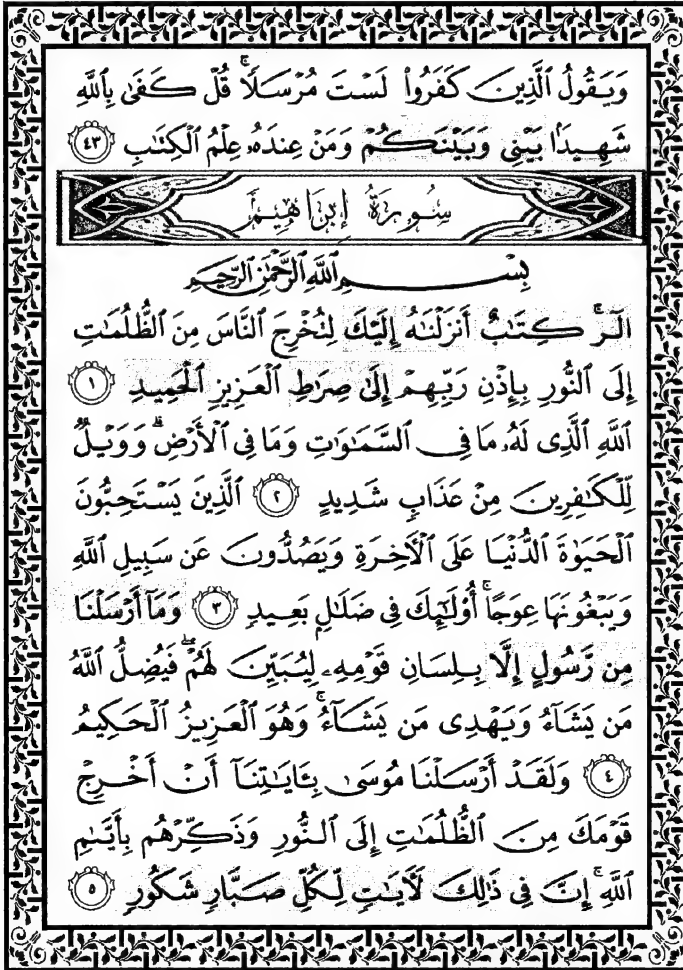 وَيَقُولُ ٱلَّذِينَ كَفَرُوا۟ لَسْتَ مُرْسَلًا ۚ قُلْ كَفَىٰ بِٱللَّهِ
شَهِيدًۢا بَيْنِى وَبَيْنَكُمْ وَمَنْ عِندَهُۥ عِلْمُ ٱلْكِتَـٰبِ ٤٣
سُورَةُ إِبْرَاهِيمَ
بِسْمِ ٱللَّهِ ٱلرَّحْمَـٰنِ ٱلرَّحِيمِ
الٓر ۚ كِتَـٰبٌ أَنزَلْنَـٰهُ إِلَيْكَ لِتُخْرِجَ ٱلنَّاسَ مِنَ ٱلظُّلُمَـٰتِ
إِلَى ٱلنُّورِ بِإِذْنِ رَبِّهِمْ إِلَىٰ صِرَٰطِ ٱلْعَزِيزِ ٱلْحَمِيدِ ١
ٱللَّهِ ٱلَّذِى لَهُۥ مَا فِى ٱلسَّمَـٰوَٰتِ وَمَا فِى ٱلْأَرْضِ ۗ وَوَيْلٌ
لِّلْكَـٰفِرِينَ مِنْ عَذَابٍ شَدِيدٍ ٢ ٱلَّذِينَ يَسْتَحِبُّونَ
ٱلْحَيَوٰةَ ٱلدُّنْيَا عَلَى ٱلْـَٔاخِرَةِ وَيَصُدُّونَ عَن سَبِيلِ ٱللَّهِ
وَيَبْغُونَهَا عِوَجًا ۚ أُو۟لَـٰٓئِكَ فِى ضَلَـٰلٍۭ بَعِيدٍ ٣ وَمَآ أَرْسَلْنَا
مِن رَّسُولٍ إِلَّا بِلِسَانِ قَوْمِهِۦ لِيُبَيِّنَ لَهُمْ ۖ فَيُضِلُّ ٱللَّهُ
مَن يَشَآءُ وَيَهْدِى مَن يَشَآءُ ۚ وَهُوَ ٱلْعَزِيزُ ٱلْحَكِيمُ
٤ وَلَقَدْ أَرْسَلْنَا مُوسَىٰ بِـَٔايَـٰتِنَآ أَنْ أَخْرِجْ
قَوْمَكَ مِنَ ٱلظُّلُمَـٰتِ إِلَى ٱلنُّورِ وَذَكِّرْهُم بِأَيَّىٰمِ
ٱللَّهِ ۚ إِنَّ فِى ذَٰلِكَ لَـَٔايَـٰتٍ لِّكُلِّ صَبَّارٍ شَكُورٍ ٥